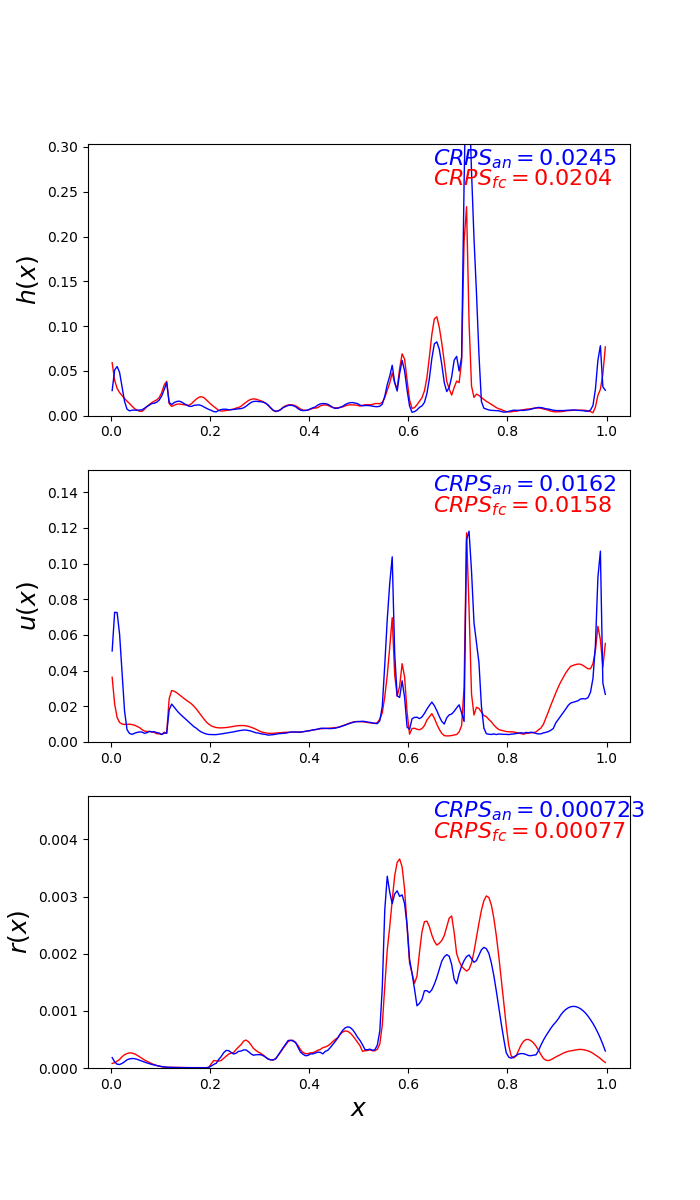 0.30
0.25
0.20
0.15
0.10
0.05
0.00
h(x)
CRPS_an = 0.0245
CRPS_fc = 0.0204
0.0 0.2 0.4 0.6 0.8 1.0
0.14
0.12
0.10
0.08
0.06
0.04
0.02
0.00
u(x)
CRPS_an = 0.0162
CRPS_fc = 0.0158
0.0 0.2 0.4 0.6 0.8 1.0
0.004
0.003
0.002
0.001
0.000
r(x)
CRPS_an = 0.000723
CRPS_fc = 0.00077
0.0 0.2 0.4 0.6 0.8 1.0
x